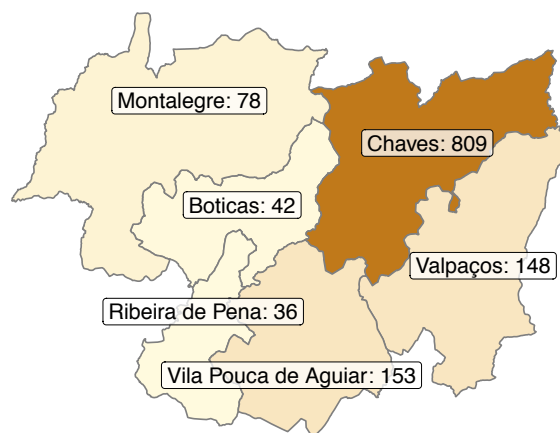 Montalegre: 78
Chaves: 809
Boticas: 42
Valpaços: 148
Ribeira de Pena: 36
Vila Pouca de Aguiar: 153